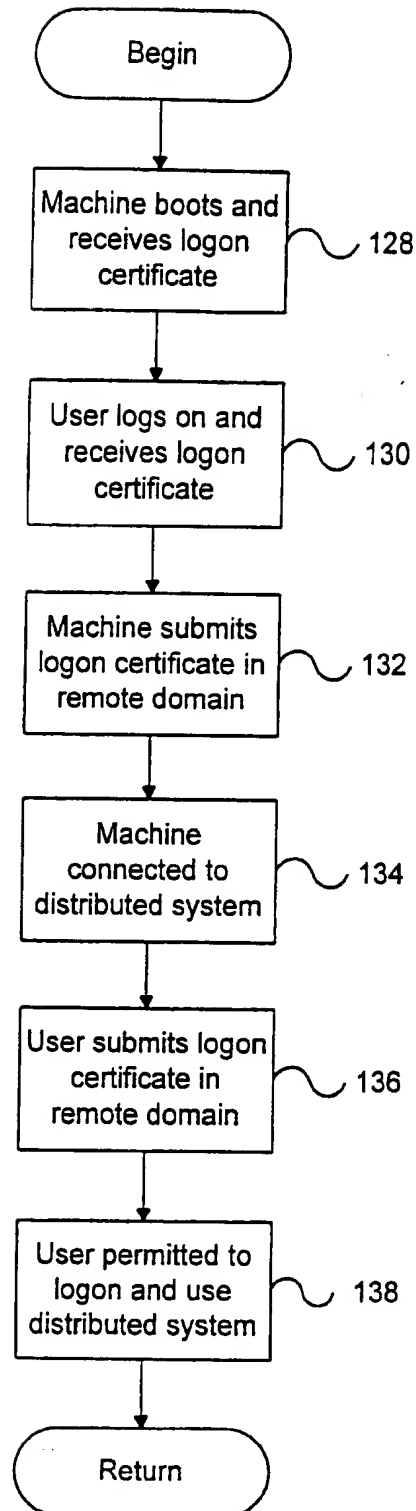 Begin
Machine boots and
receives logon
certificate
128
User logs on and
receives logon
certificate
130
Machine submits
logon certificate in
remote domain
132
Machine
connected to
distributed system
134
User submits logon
certificate in
remote domain
136
User permitted to
logon and use
distributed system
138
Return